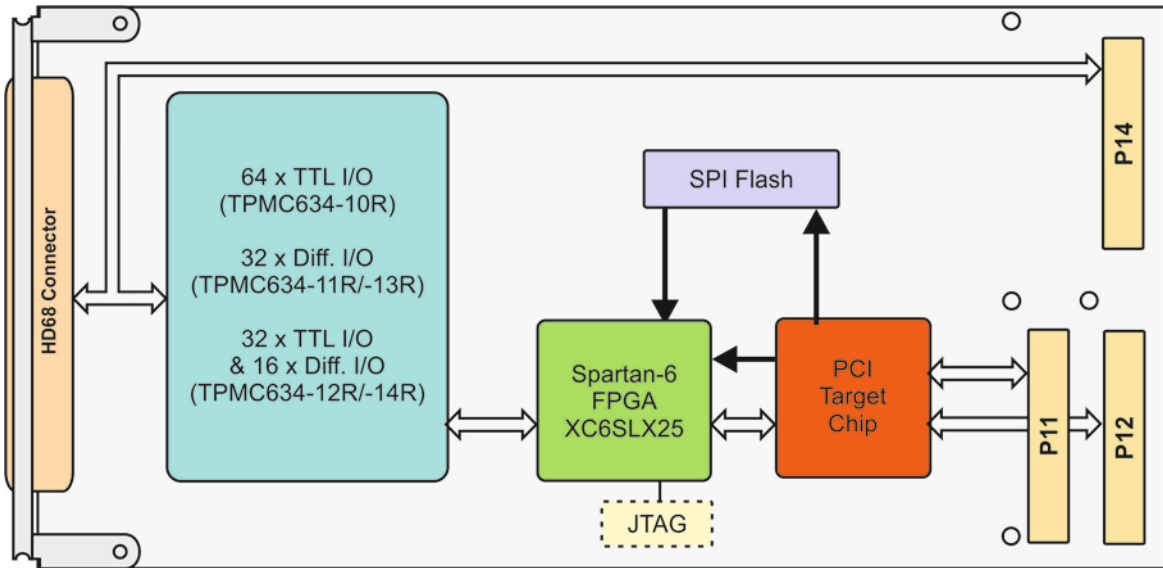 HD68 Connector
64 x TTL I/O
(TPMC634-10R)
32 x Diff. I/O
(TPMC634-11R/-13R)
32 x TTL I/O
& 16 x Diff. I/O
(TPMC634-12R/-14R)
SPI Flash
Spartan-6
FPGA
XC6SLX25
JTAG
PCI
Target
Chip
P14
P11
P12